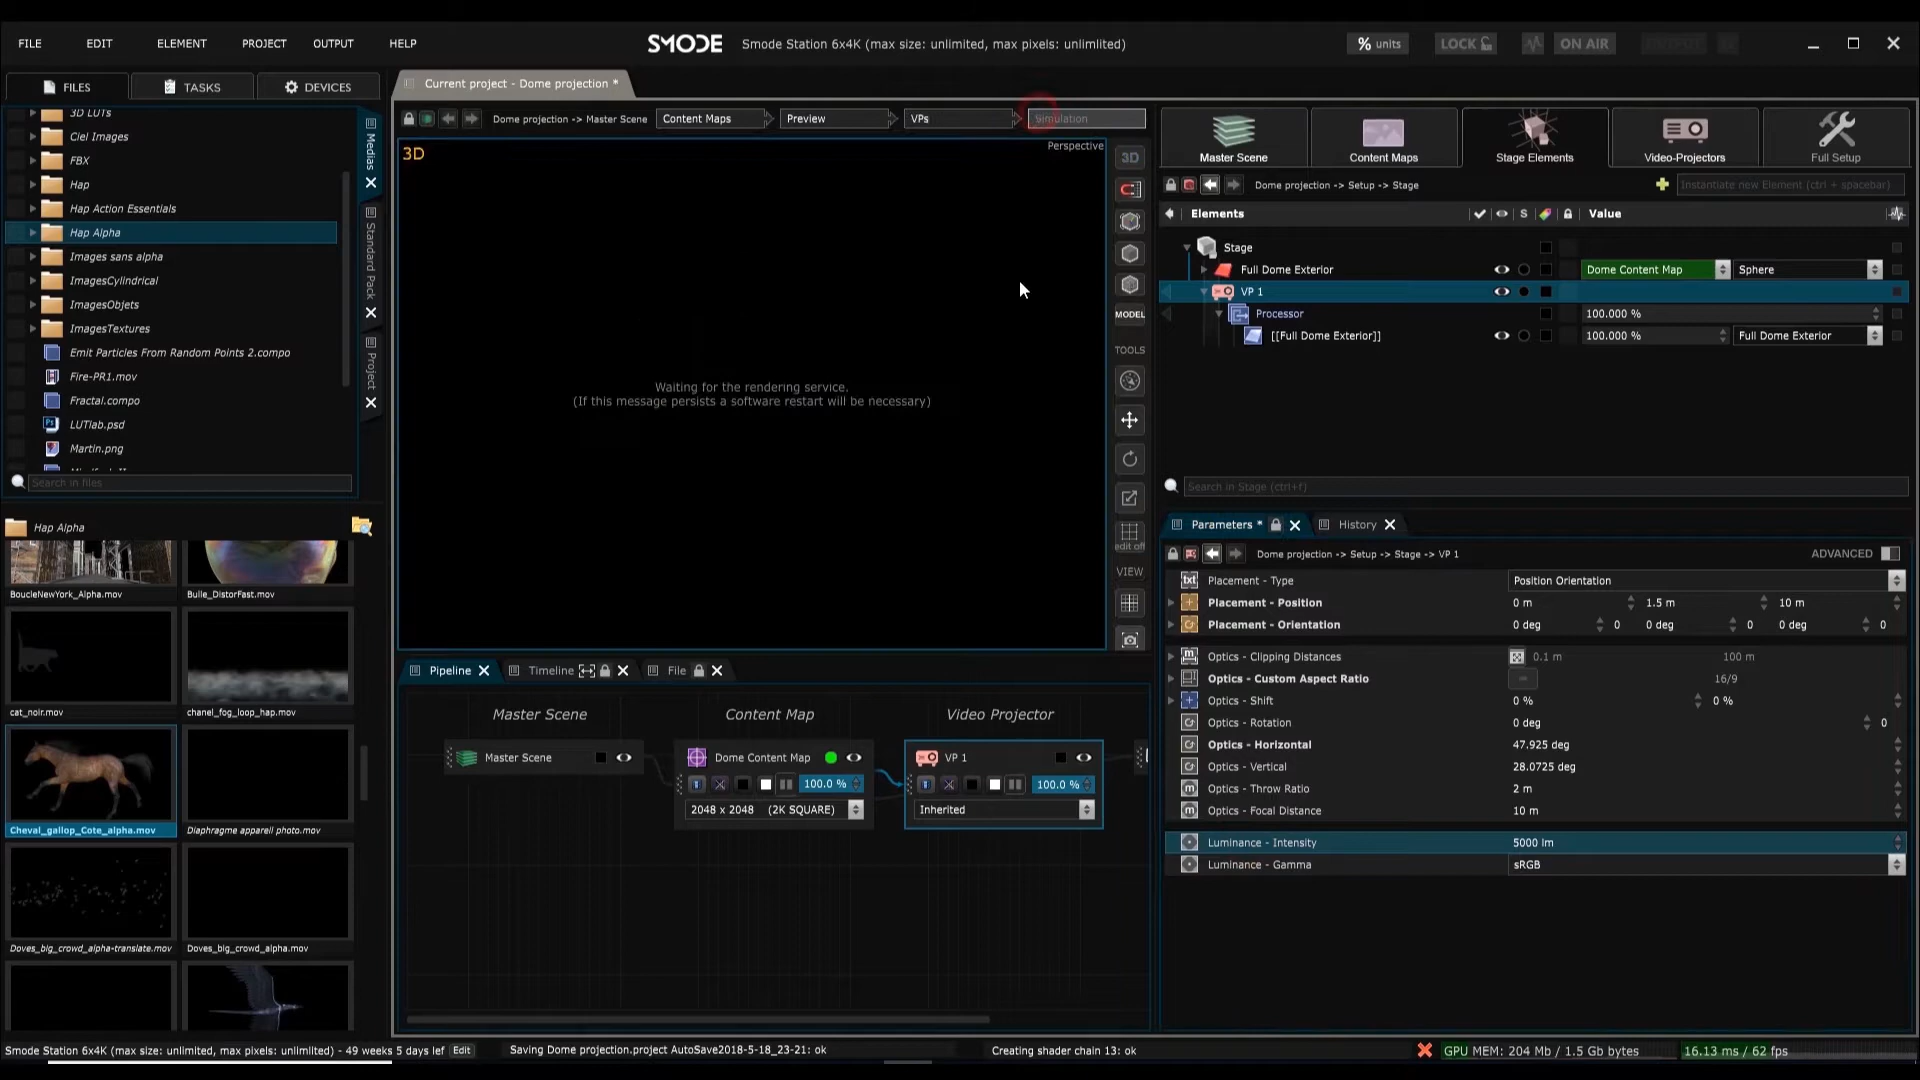 FILE EDIT ELEMENT PROJECT OUTPUT HELP
SMODE Smode Station 6x4K (max size: unlimited, max pixels: unlimlited)
% units LOCK ON AIR
FILES TASKS DEVICES
Current project - Dome projection *
3D LUTs
Ciel Images
FBX
Hap
Hap Action Essentials
Hap Alpha
Images sans alpha
ImagesCylindrical
ImagesObjets
ImagesTextures
Emit Particles From Random Points 2.compo
Fire-PR1.mov
Fractal.compo
LUTlab.psd
Martin.png
Search in files
Medias
Standard Pack
Project
Hap Alpha
BoucleNewYork_Alpha.mov
Bulle_DistorFast.mov
cat_noir.mov
chanel_fog_loop_hap.mov
Cheval_gallop_Cote_alpha.mov
Diaphragme appareil photo.mov
Doves_big_crowd_alpha-translate.mov
Doves_big_crowd_alpha.mov
Dome projection -> Master Scene Content Maps Preview VPs Simulation
3D
Perspective
Waiting for the rendering service.
(If this message persists a software restart will be necessary)
3D
MODEL
TOOLS
edit off
VIEW
Pipeline Timeline File
Master Scene Content Map Video Projector
Master Scene
Dome Content Map
100.0 %
2048 x 2048 (2K SQUARE)
VP 1
100.0 %
Inherited
Master Scene Content Maps Stage Elements Video-Projectors Full Setup
Dome projection -> Setup -> Stage
Instantiate new Element (ctrl + spacebar)
Elements S Value
Stage
Full Dome Exterior Dome Content Map Sphere
VP 1
Processor 100.000 %
[[Full Dome Exterior]] 100.000 % Full Dome Exterior
Search in Stage (ctrl+f)
Parameters * History
Dome projection -> Setup -> Stage -> VP 1 ADVANCED
Placement - Type Position Orientation
Placement - Position 0 m 1.5 m 10 m
Placement - Orientation 0 deg 0 0 deg 0 0 deg 0
Optics - Clipping Distances 0.1 m 100 m
Optics - Custom Aspect Ratio 16/9
Optics - Shift 0 % 0 %
Optics - Rotation 0 deg 0
Optics - Horizontal 47.925 deg
Optics - Vertical 28.0725 deg
Optics - Throw Ratio 2 m
Optics - Focal Distance 10 m
Luminance - Intensity 5000 lm
Luminance - Gamma sRGB
Smode Station 6x4K (max size: unlimited, max pixels: unlimlited) - 49 weeks 5 days lef Edit
Saving Dome projection.project AutoSave2018-5-18_23-21: ok
Creating shader chain 13: ok
GPU MEM: 204 Mb / 1.5 Gb bytes
16.13 ms / 62 fps